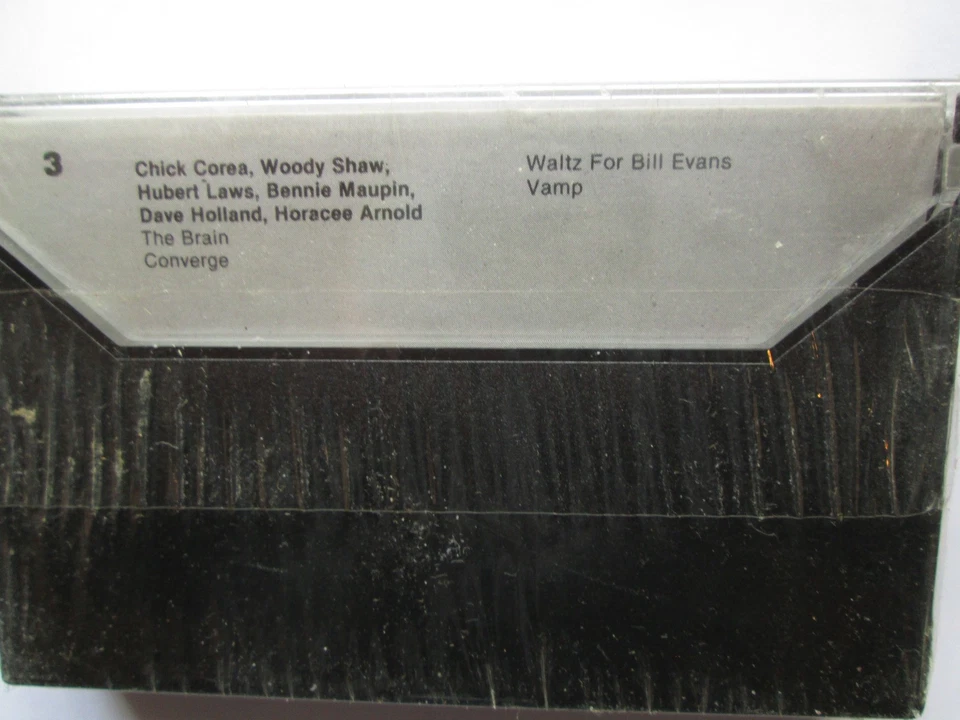 3
Chick Corea, Woody Shaw,
Hubert Laws, Bennie Maupin,
Dave Holland, Horacee Arnold
The Brain
Converge
Waltz For Bill Evans
Vamp